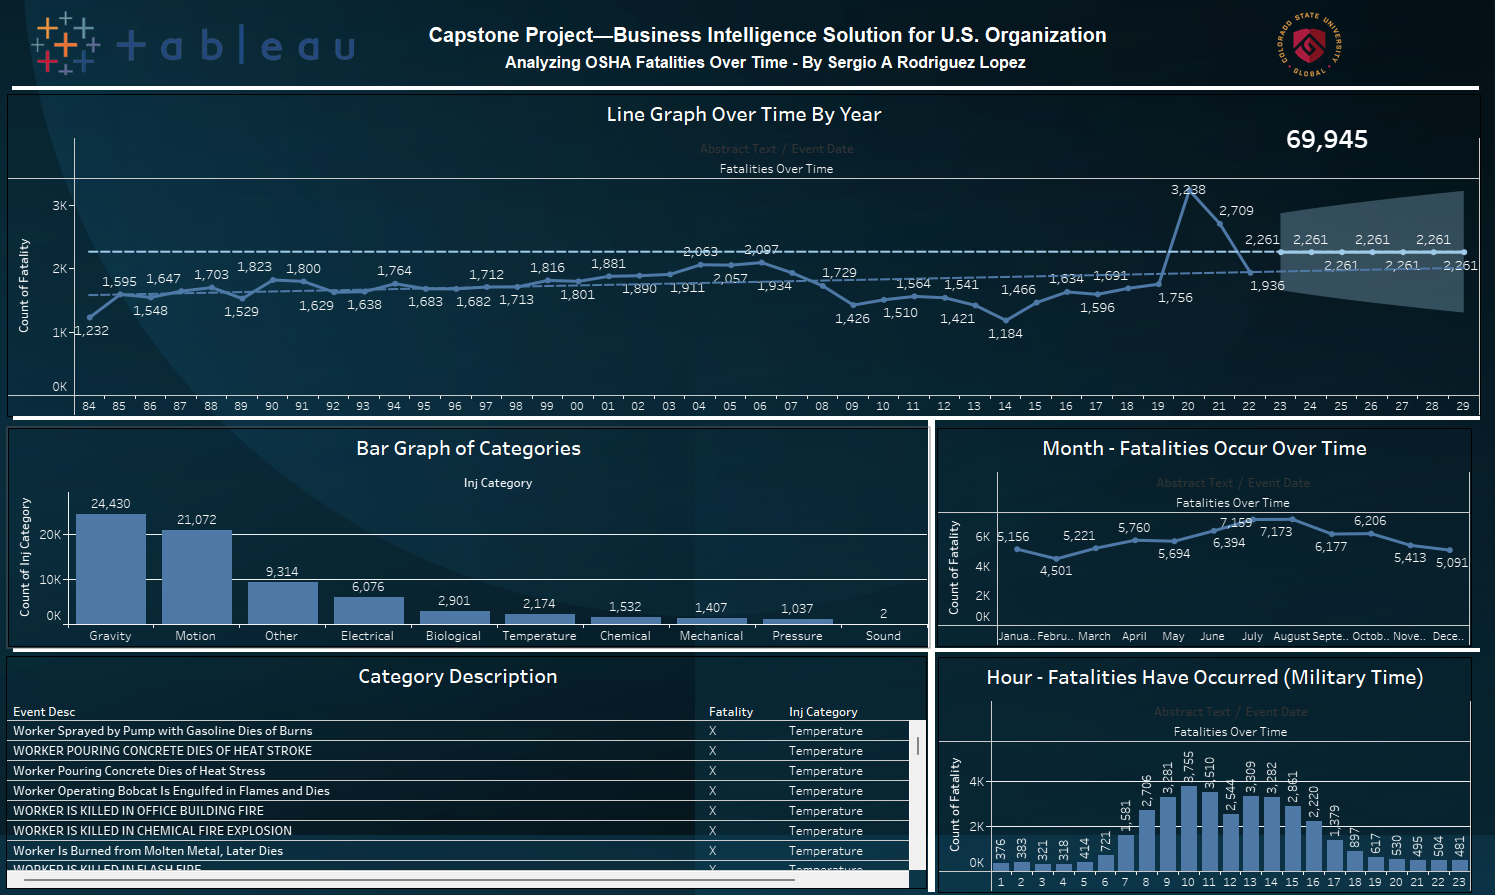 +ableau
Capstone Project—Business Intelligence Solution for U.S. Organization
Analyzing OSHA Fatalities Over Time - By Sergio A Rodriguez Lopez
COLORADO STATE UNIVERSITY
GLOBAL
Line Graph Over Time By Year
69,945
Abstract Text / Event Date
Fatalities Over Time
Count of Fatality
3K
2K
1K
0K
1,232
1,595
1,548
1,647
1,703
1,529
1,823
1,800
1,629
1,638
1,764
1,683
1,682
1,712
1,713
1,816
1,801
1,881
1,890
1,911
2,063
2,057
2,097
1,934
1,729
1,426
1,510
1,564
1,541
1,421
1,184
1,466
1,634
1,596
1,691
1,756
3,238
2,709
1,936
2,261
2,261
2,261
2,261
2,261
2,261
2,261
84 85 86 87 88 89 90 91 92 93 94 95 96 97 98 99 00 01 02 03 04 05 06 07 08 09 10 11 12 13 14 15 16 17 18 19 20 21 22 23 24 25 26 27 28 29
Bar Graph of Categories
Inj Category
Count of Inj Category
20K
10K
0K
24,430
21,072
9,314
6,076
2,901
2,174
1,532
1,407
1,037
2
Gravity Motion Other Electrical Biological Temperature Chemical Mechanical Pressure Sound
Month - Fatalities Occur Over Time
Abstract Text / Event Date
Fatalities Over Time
Count of Fatality
6K
4K
2K
0K
5,156
4,501
5,221
5,760
5,694
6,394
7,159
7,173
6,177
6,206
5,413
5,091
Janua.. Febru.. March April May June July August Septe.. Octob.. Nove.. Dece..
Category Description
Event Desc Fatality Inj Category
Worker Sprayed by Pump with Gasoline Dies of Burns X Temperature
WORKER POURING CONCRETE DIES OF HEAT STROKE X Temperature
Worker Pouring Concrete Dies of Heat Stress X Temperature
Worker Operating Bobcat Is Engulfed in Flames and Dies X Temperature
WORKER IS KILLED IN OFFICE BUILDING FIRE X Temperature
WORKER IS KILLED IN CHEMICAL FIRE EXPLOSION X Temperature
Worker Is Burned from Molten Metal, Later Dies X Temperature
WORKER IS KILLED IN FLASH FIRE X Temperature
Hour - Fatalities Have Occurred (Military Time)
Abstract Text / Event Date
Fatalities Over Time
Count of Fatality
4K
2K
0K
376
383
321
318
414
721
1,581
2,706
3,281
3,755
3,510
2,544
3,309
3,282
2,861
2,220
1,379
897
617
530
495
504
481
1 2 3 4 5 6 7 8 9 10 11 12 13 14 15 16 17 18 19 20 21 22 23